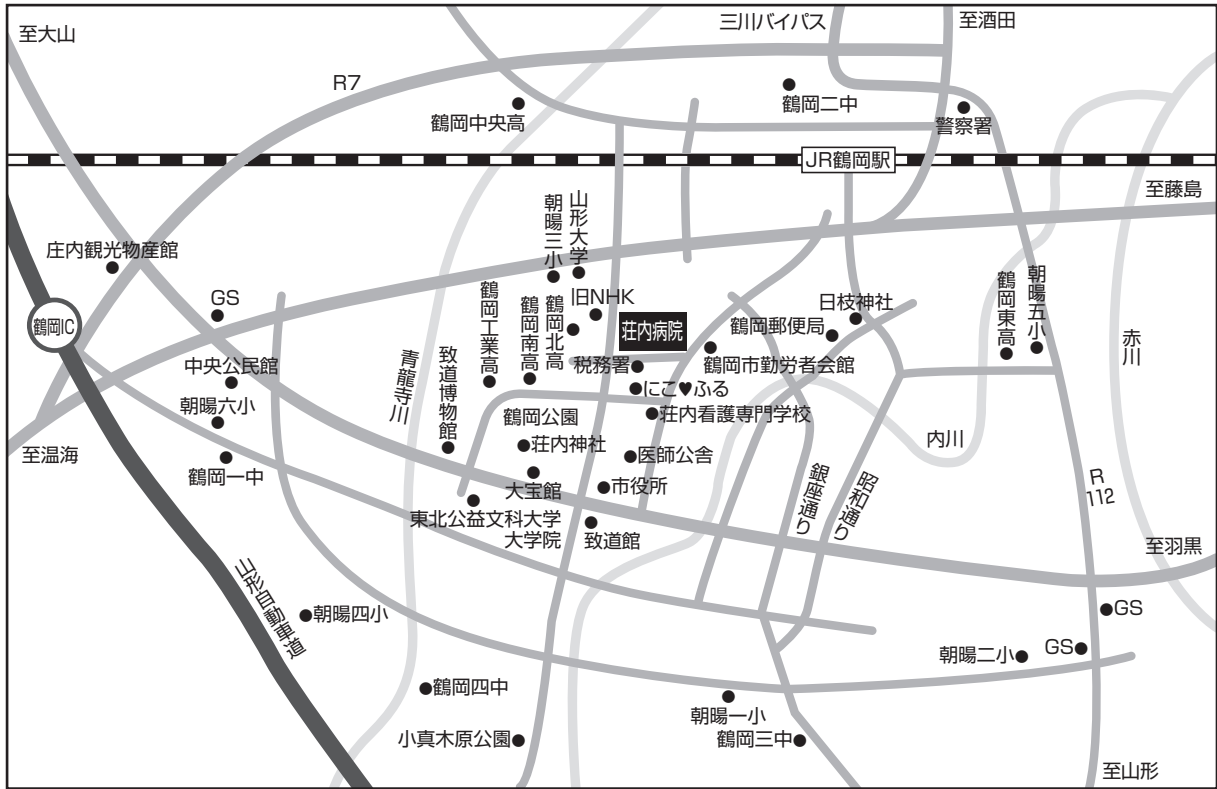 至大山
三川バイパス
至酒田
R7
鶴岡二中
鶴岡中央高
警察署
JR鶴岡駅
至藤島
山形大学
朝暘三小
庄内観光物産館
GS
旧NHK
鶴岡IC
荘内病院
鶴岡北高
鶴岡南高
鶴岡工業高
日枝神社
鶴岡郵便局
鶴岡東高
朝暘五小
赤川
青龍寺川
致道博物館
税務署
鶴岡市勤労者会館
中央公民館
にこ♥ふる
朝暘六小
鶴岡公園
荘内看護専門学校
荘内神社
内川
至温海
鶴岡一中
医師公舎
大宝館
市役所
銀座通り
昭和通り
R
112
東北公益文科大学
大学院
致道館
至羽黒
山形自動車道
朝暘四小
GS
朝暘二小
GS
鶴岡四中
朝暘一小
小真木原公園
鶴岡三中
至山形